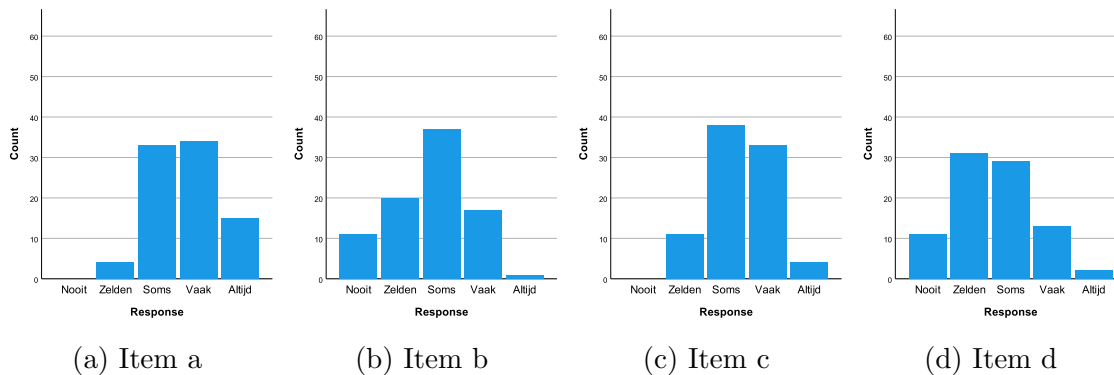 60
50
40
30
20
10
0
Count
Nooit Zelden Soms Vaak Altijd
Response
(a) Item a
60
50
40
30
20
10
0
Count
Nooit Zelden Soms Vaak Altijd
Response
(b) Item b
60
50
40
30
20
10
0
Count
Nooit Zelden Soms Vaak Altijd
Response
(c) Item c
60
50
40
30
20
10
0
Count
Nooit Zelden Soms Vaak Altijd
Response
(d) Item d